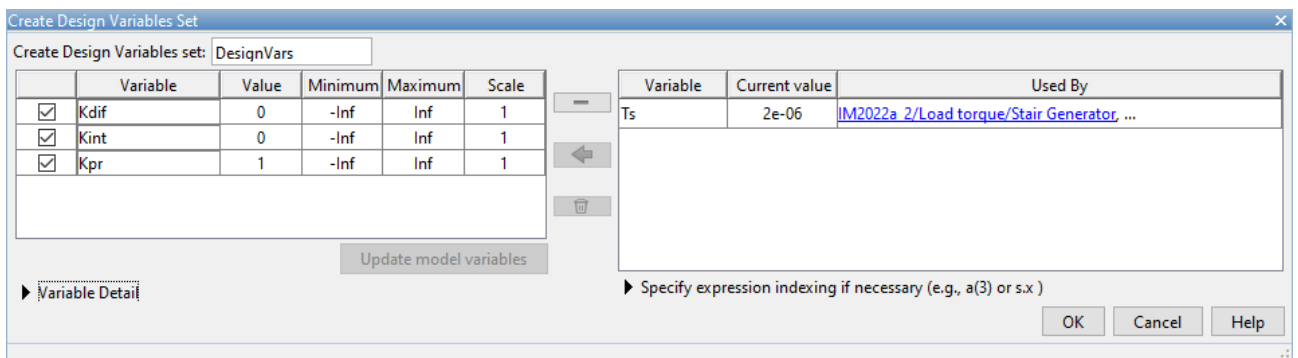 Create Design Variables Set
Create Design Variables set: DesignVars
Variable Value Minimum Maximum Scale
Kdif 0 -Inf Inf 1
Kint 0 -Inf Inf 1
Kpr 1 -Inf Inf 1
Variable Current value Used By
Ts 2e-06 IM2022a_2/Load torque/Stair Generator, ...
Update model variables
Variable Detail
Specify expression indexing if necessary (e.g., a(3) or s.x )
OK Cancel Help